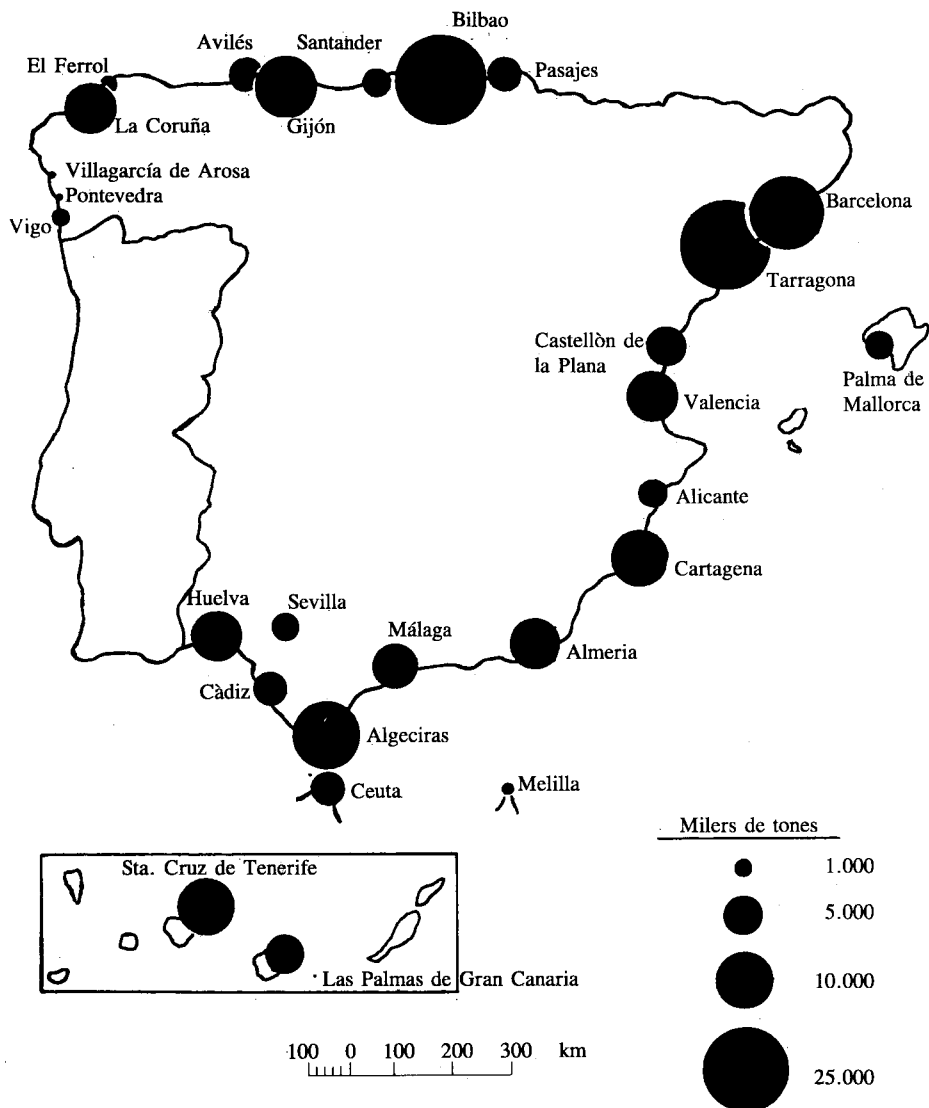 Bilbao
Avilés
Santander
El Ferrol
Pasajes
La Coruña
Gijón
Villagarcía de Arosa
Pontevedra
Vigo
Barcelona
Tarragona
Castellòn de
la Plana
Palma de
Mallorca
Valencia
Alicante
Cartagena
Huelva
Sevilla
Málaga
Almeria
Càdiz
Algeciras
Ceuta
Melilla
Milers de tones
1.000
5.000
10.000
25.000
Sta. Cruz de Tenerife
Las Palmas de Gran Canaria
100 0 100 200 300 km